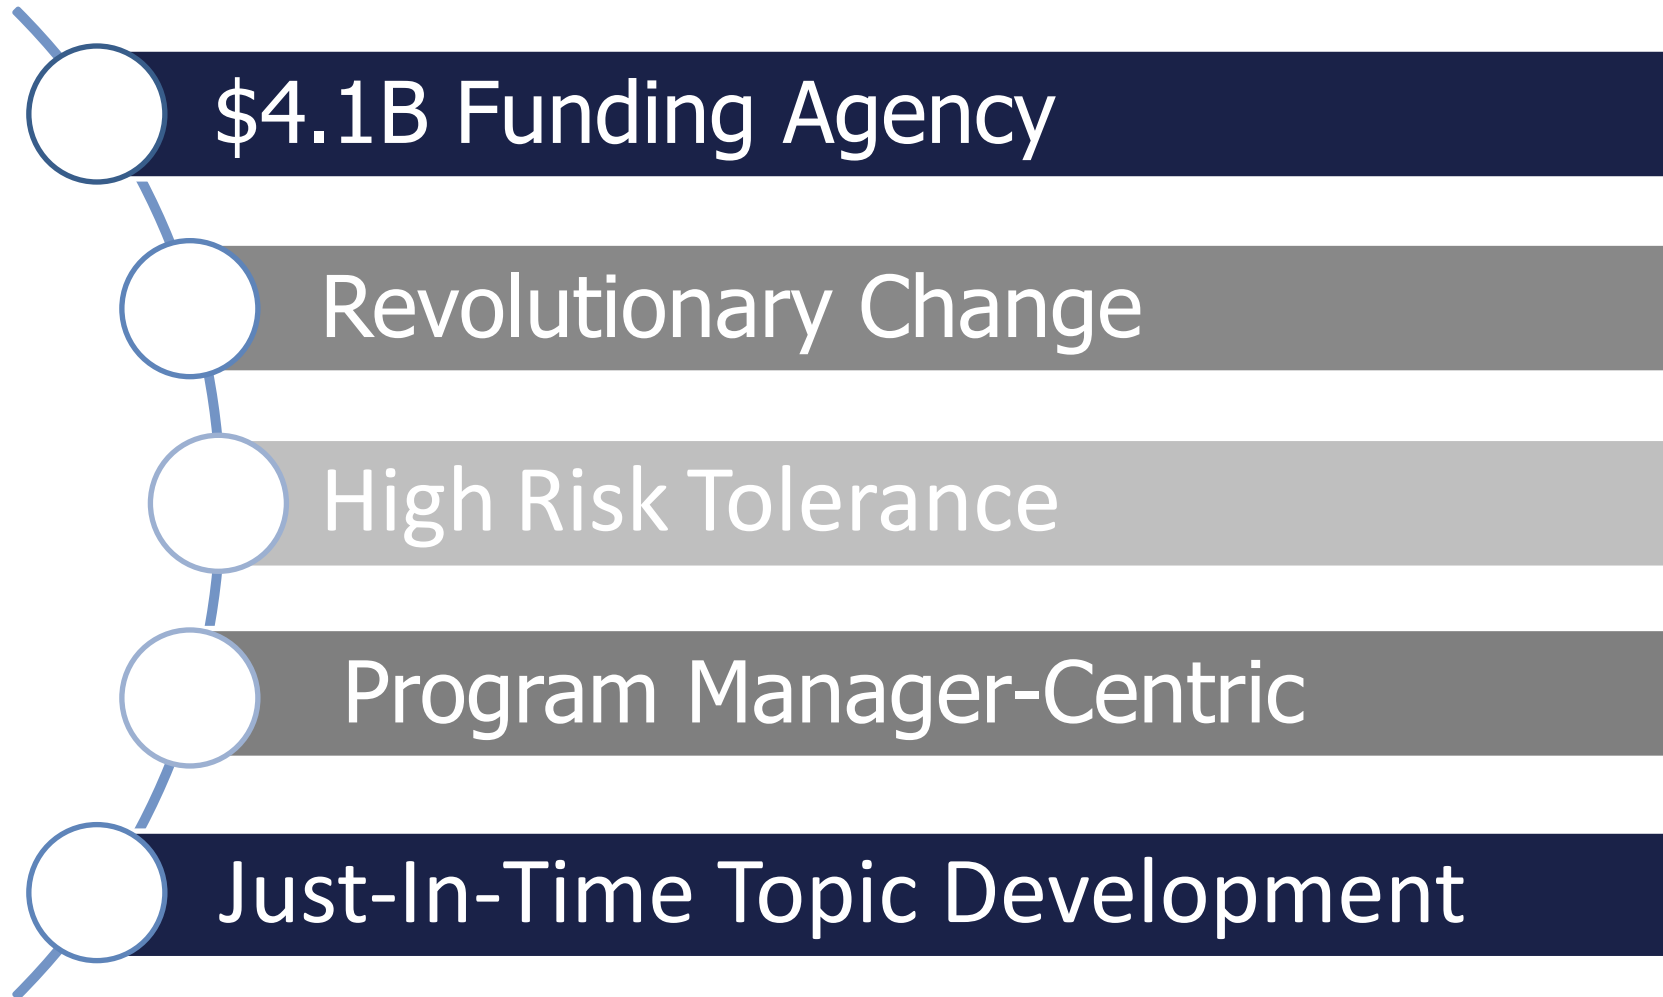 $4.1B Funding Agency
Revolutionary Change
High Risk Tolerance
Program Manager-Centric
Just-In-Time Topic Development